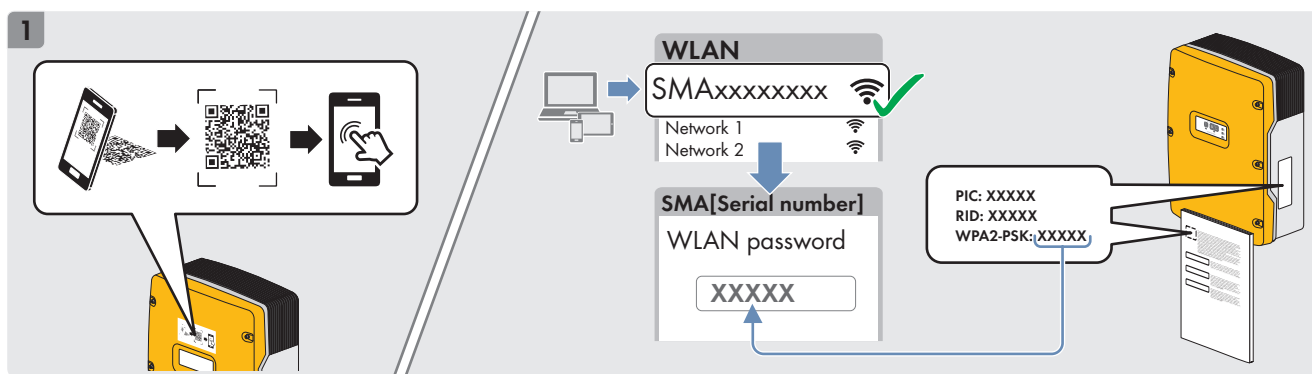 1
WLAN
SMAxxxxxxxx
Network 1
Network 2
SMA[Serial number]
WLAN password
XXXXX
PIC: XXXXX
RID: XXXXX
WPA2-PSK: XXXXX